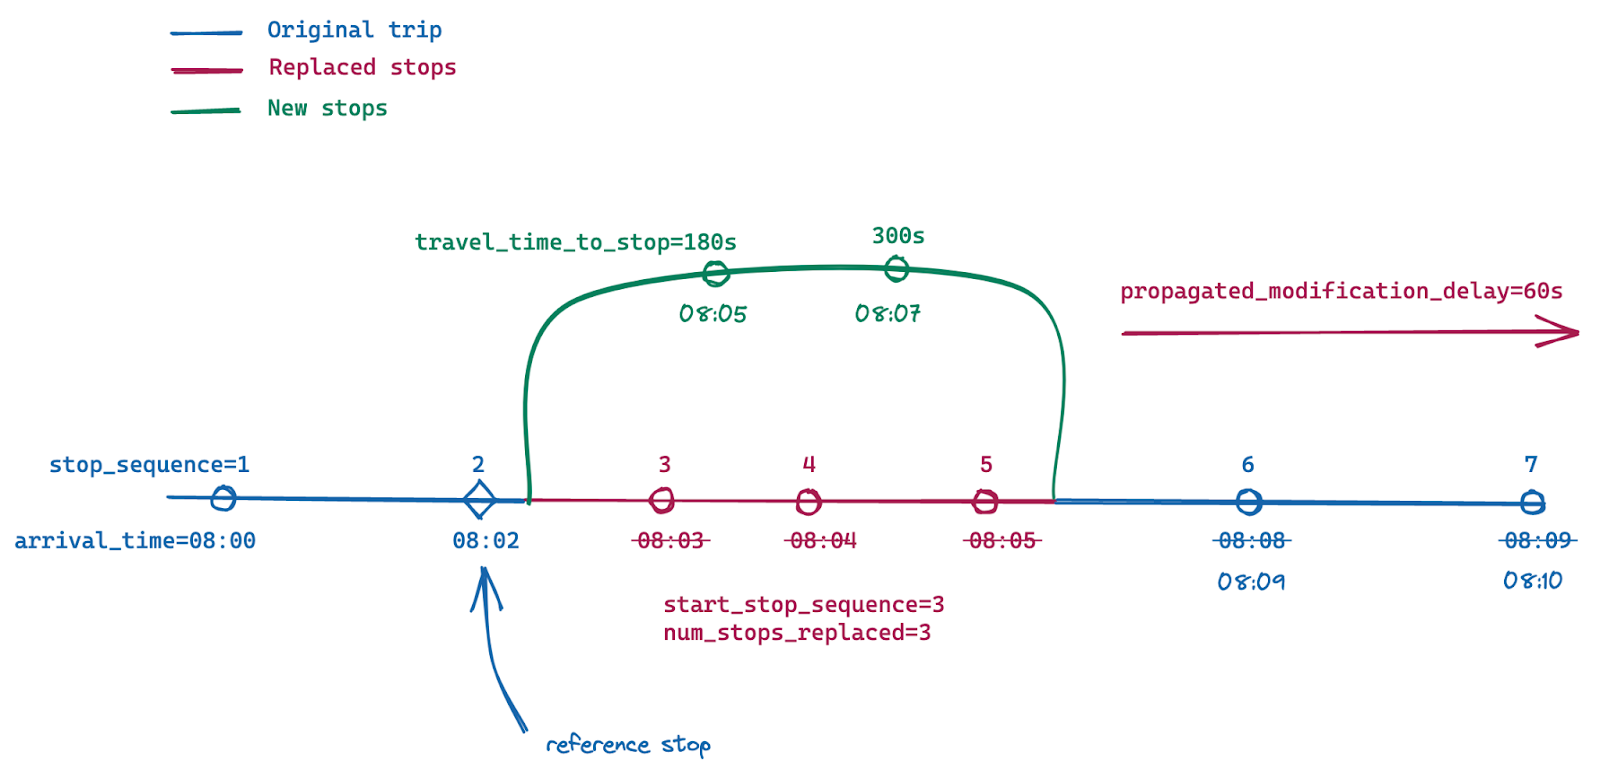 Original trip
Replaced stops
New stops
travel_time_to_stop=180s
300s
08:05
08:07
propagated_modification_delay=60s
stop_sequence=1
2
3
4
5
6
7
arrival_time=08:00
08:02
08:03
08:04
08:05
08:08
08:09
08:09
08:10
start_stop_sequence=3
num_stops_replaced=3
reference stop